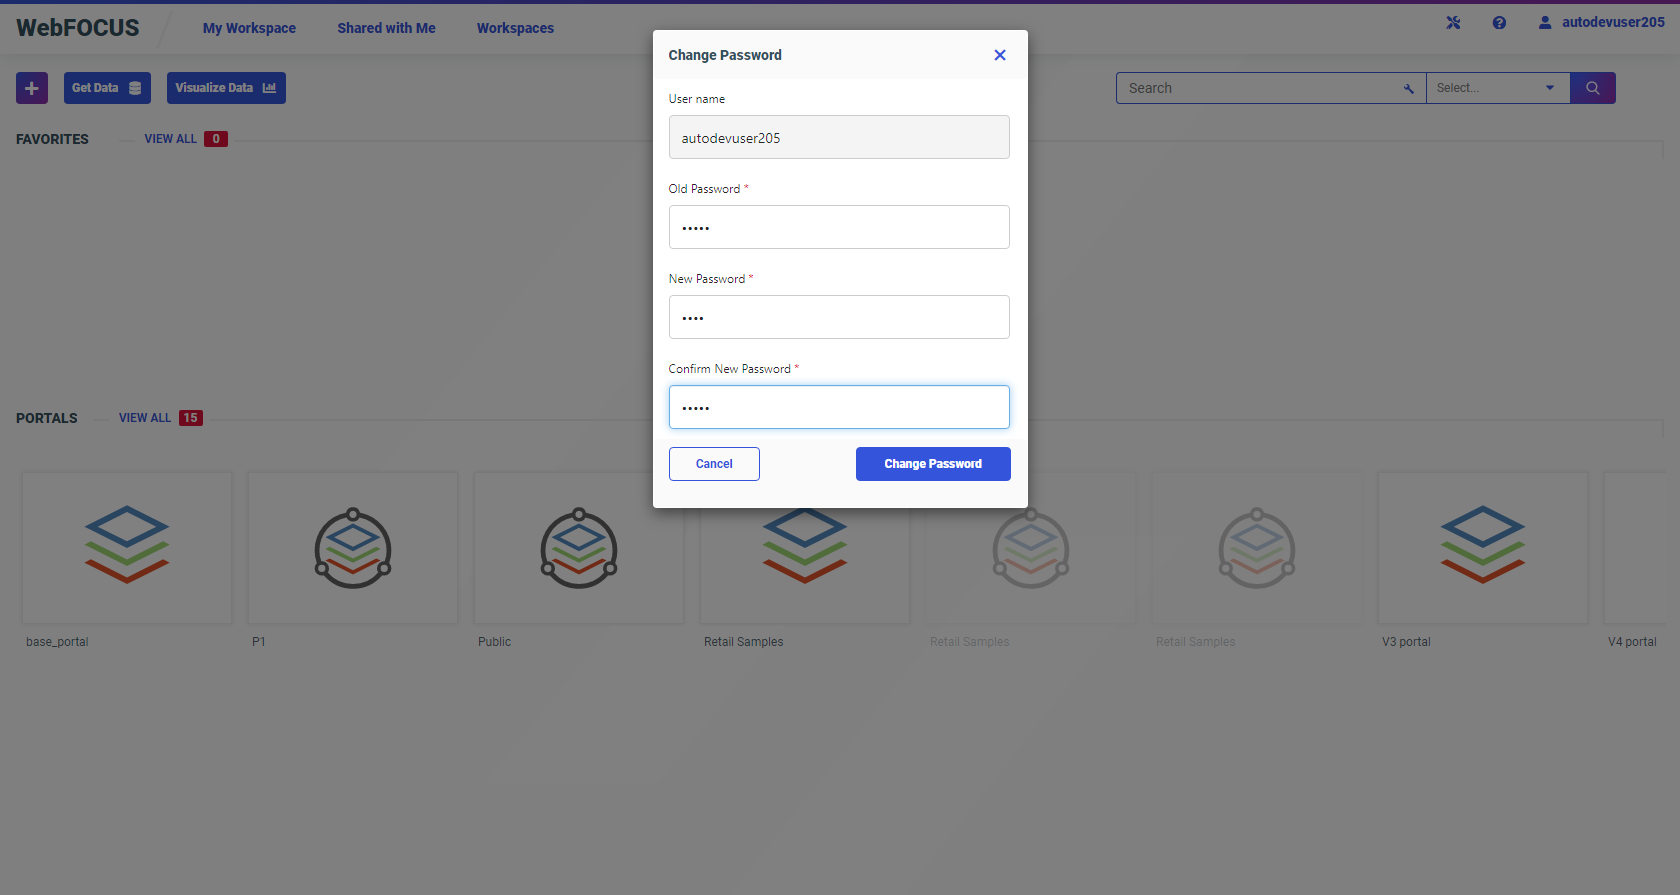 WebFOCUS
My Workspace
Shared with Me
Workspaces
autodevuser205
Get Data
Visualize Data
Search
Select...
FAVORITES
VIEW ALL 0
Change Password
User name
autodevuser205
Old Password *
•••••
New Password *
••••
Confirm New Password *
•••••
Cancel
Change Password
PORTALS
VIEW ALL 15
base_portal
P1
Public
Retail Samples
Retail Samples
Retail Samples
V3 portal
V4 portal